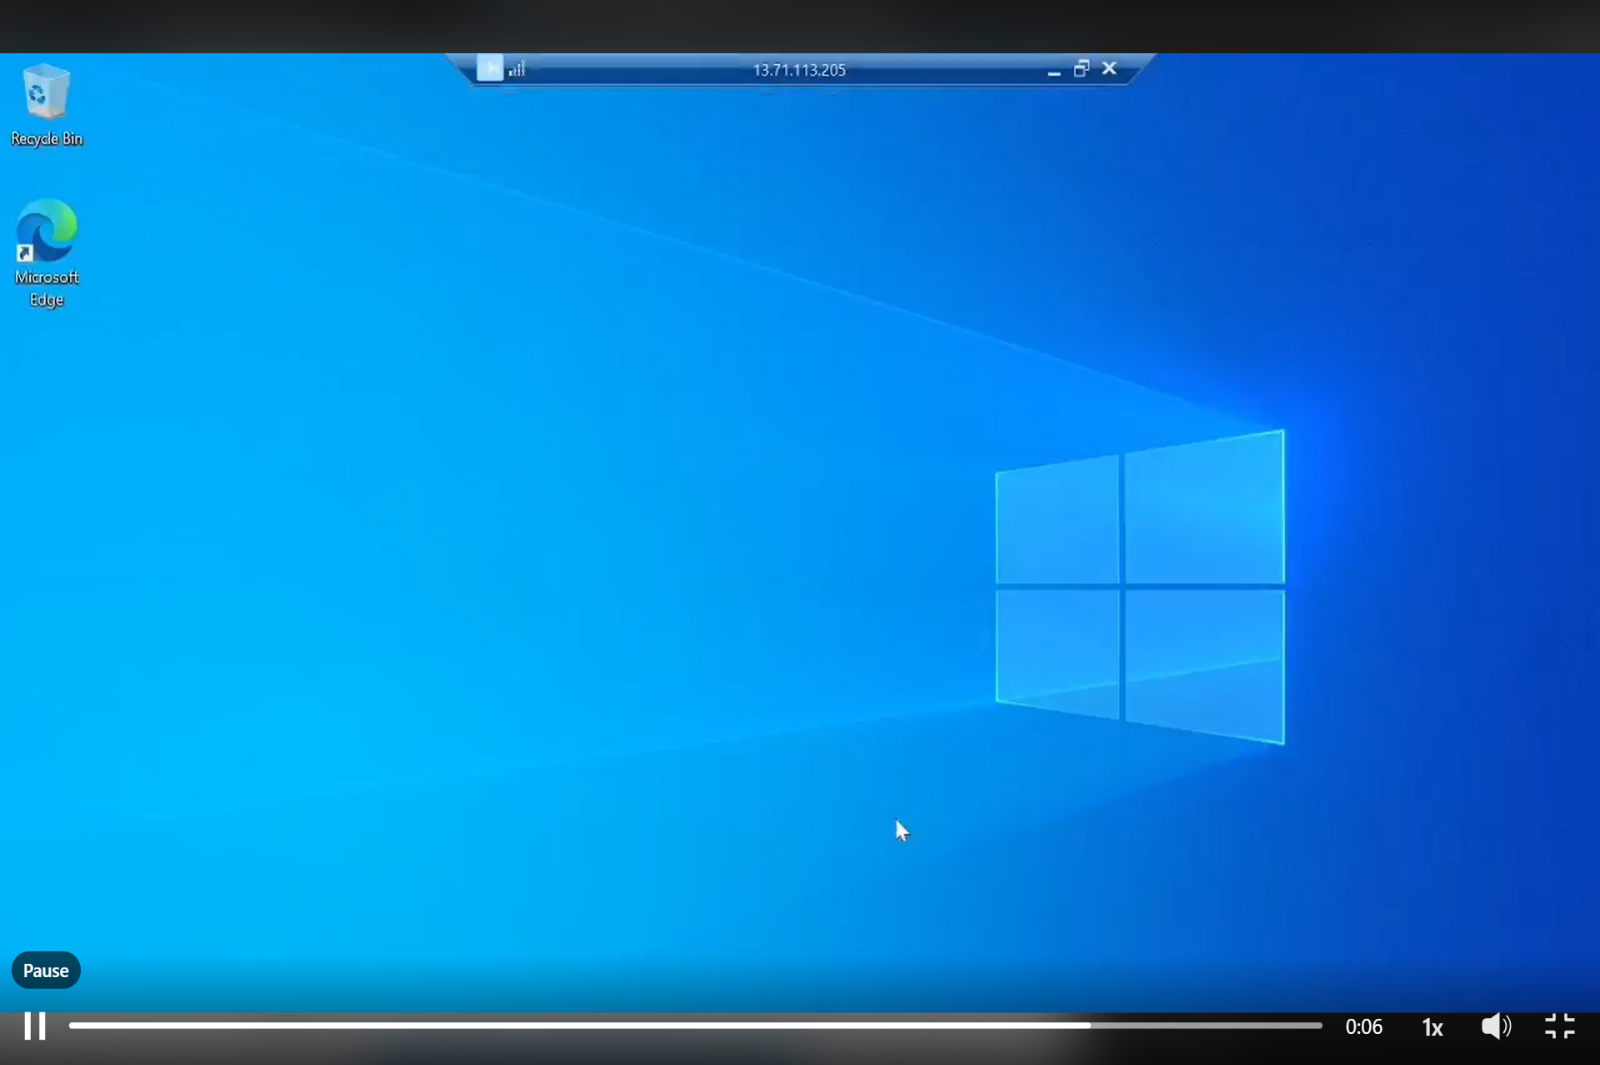 13.71.113.205
Recycle Bin
Microsoft
Edge
Pause
0:06
1x